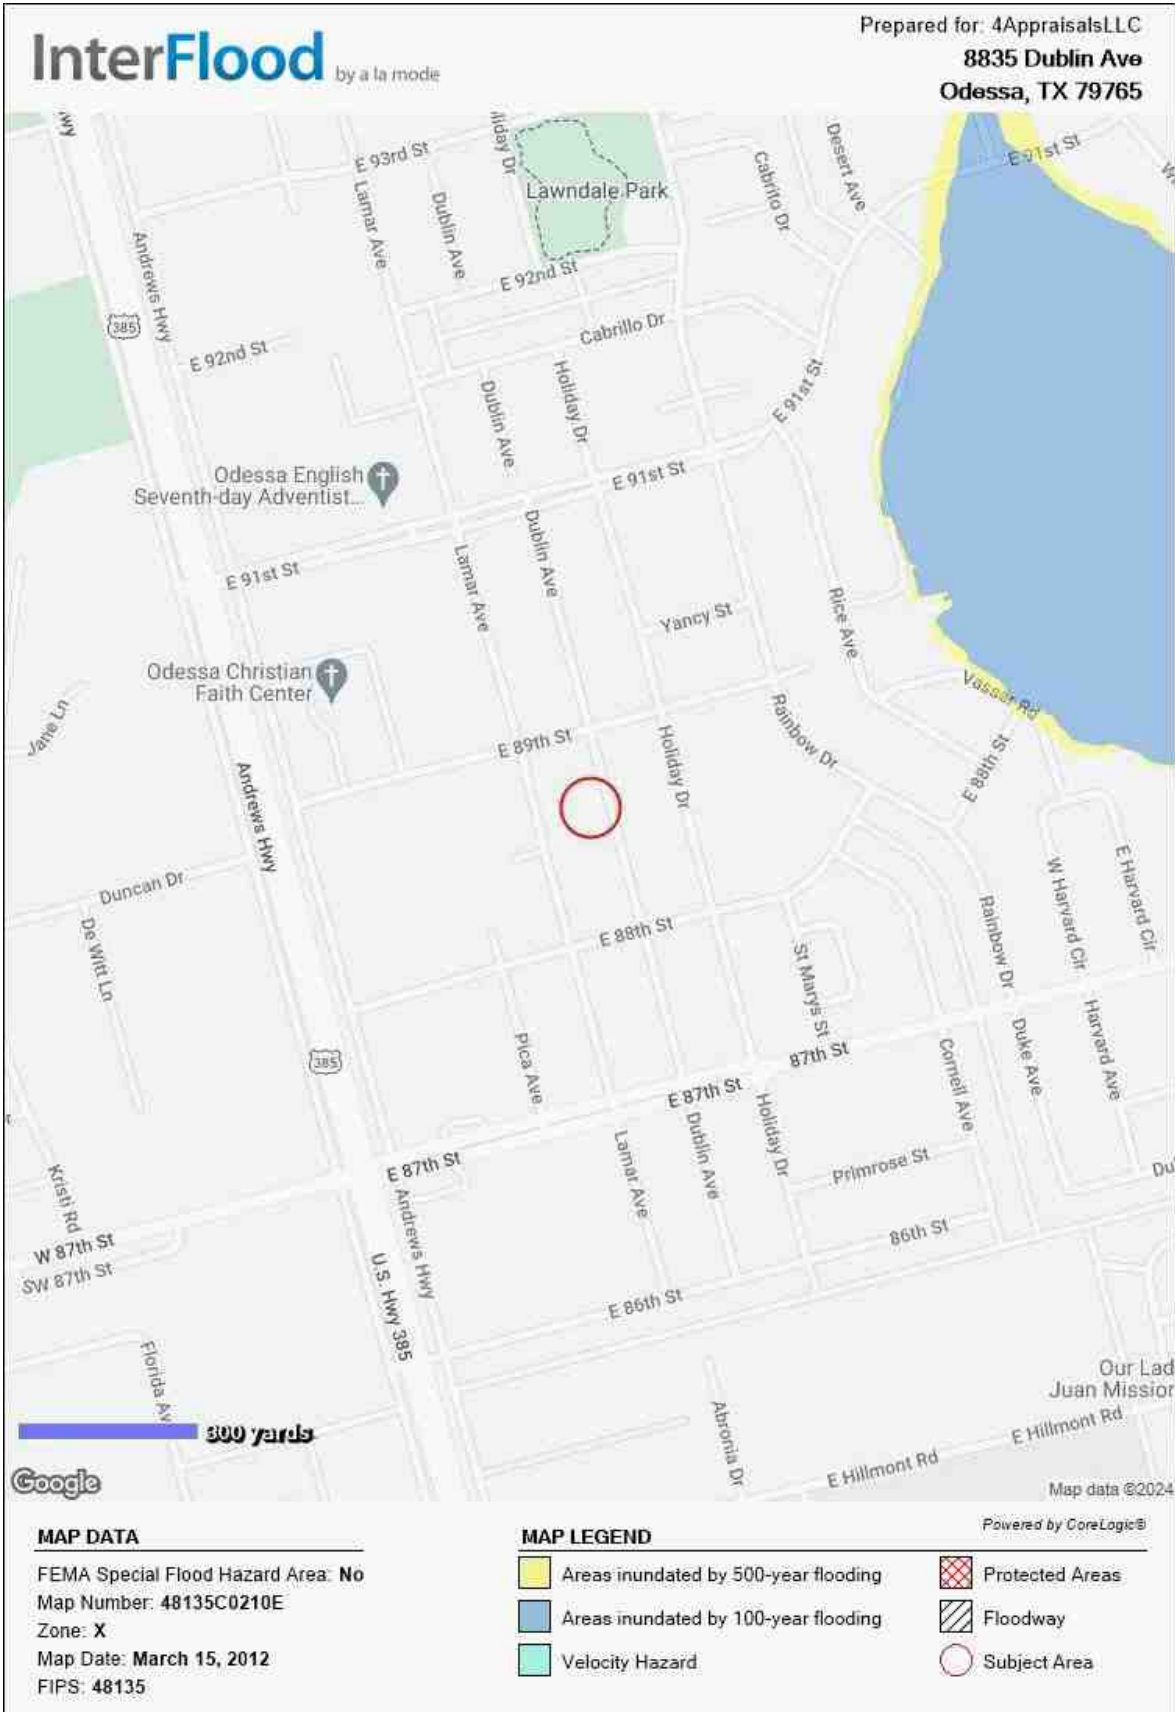 InterFlood by a la mode
Prepared for: 4AppraisalsLLC
8835 Dublin Ave
Odessa, TX 79765
Hwy
E 93rd St
Holiday Dr
Lawndale Park
Desert Ave
Cabrito Dr
E 91st St
Lamar Ave
Dublin Ave
E 92nd St
Andrews Hwy
385
Cabrillo Dr
E 92nd St
Holiday Dr
Dublin Ave
E 91st St
Odessa English
Seventh-day Adventist...
E 91st St
Dublin Ave
Lamar Ave
E 91st St
Rice Ave
Yancy St
Odessa Christian
Faith Center
Vassar Rd
Jane Ln
E 89th St
Holiday Dr
Rainbow Dr
E 88th St
Andrews Hwy
Duncan Dr
W Harvard Cir
E Harvard Cir
De Witt Ln
E 88th St
St Marys St
Rainbow Dr
Pica Ave
385
87th St
Duke Ave
Harvard Ave
Cornell Ave
E 87th St
Holiday Dr
Dublin Ave
Lamar Ave
E 87th St
Primrose St
Du
Kristi Rd
Andrews Hwy
W 87th St
SW 87th St
86th St
U.S. Hwy 385
E 86th St
Florida Av
Our Lad
Juan Mission
Abronia Dr
E Hillmont Rd
E Hillmont Rd
300 yards
Google
Map data ©2024
Powered by CoreLogic®
MAP DATA
FEMA Special Flood Hazard Area: No
Map Number: 48135C0210E
Zone: X
Map Date: March 15, 2012
FIPS: 48135
MAP LEGEND
Areas inundated by 500-year flooding
Areas inundated by 100-year flooding
Velocity Hazard
Protected Areas
Floodway
Subject Area